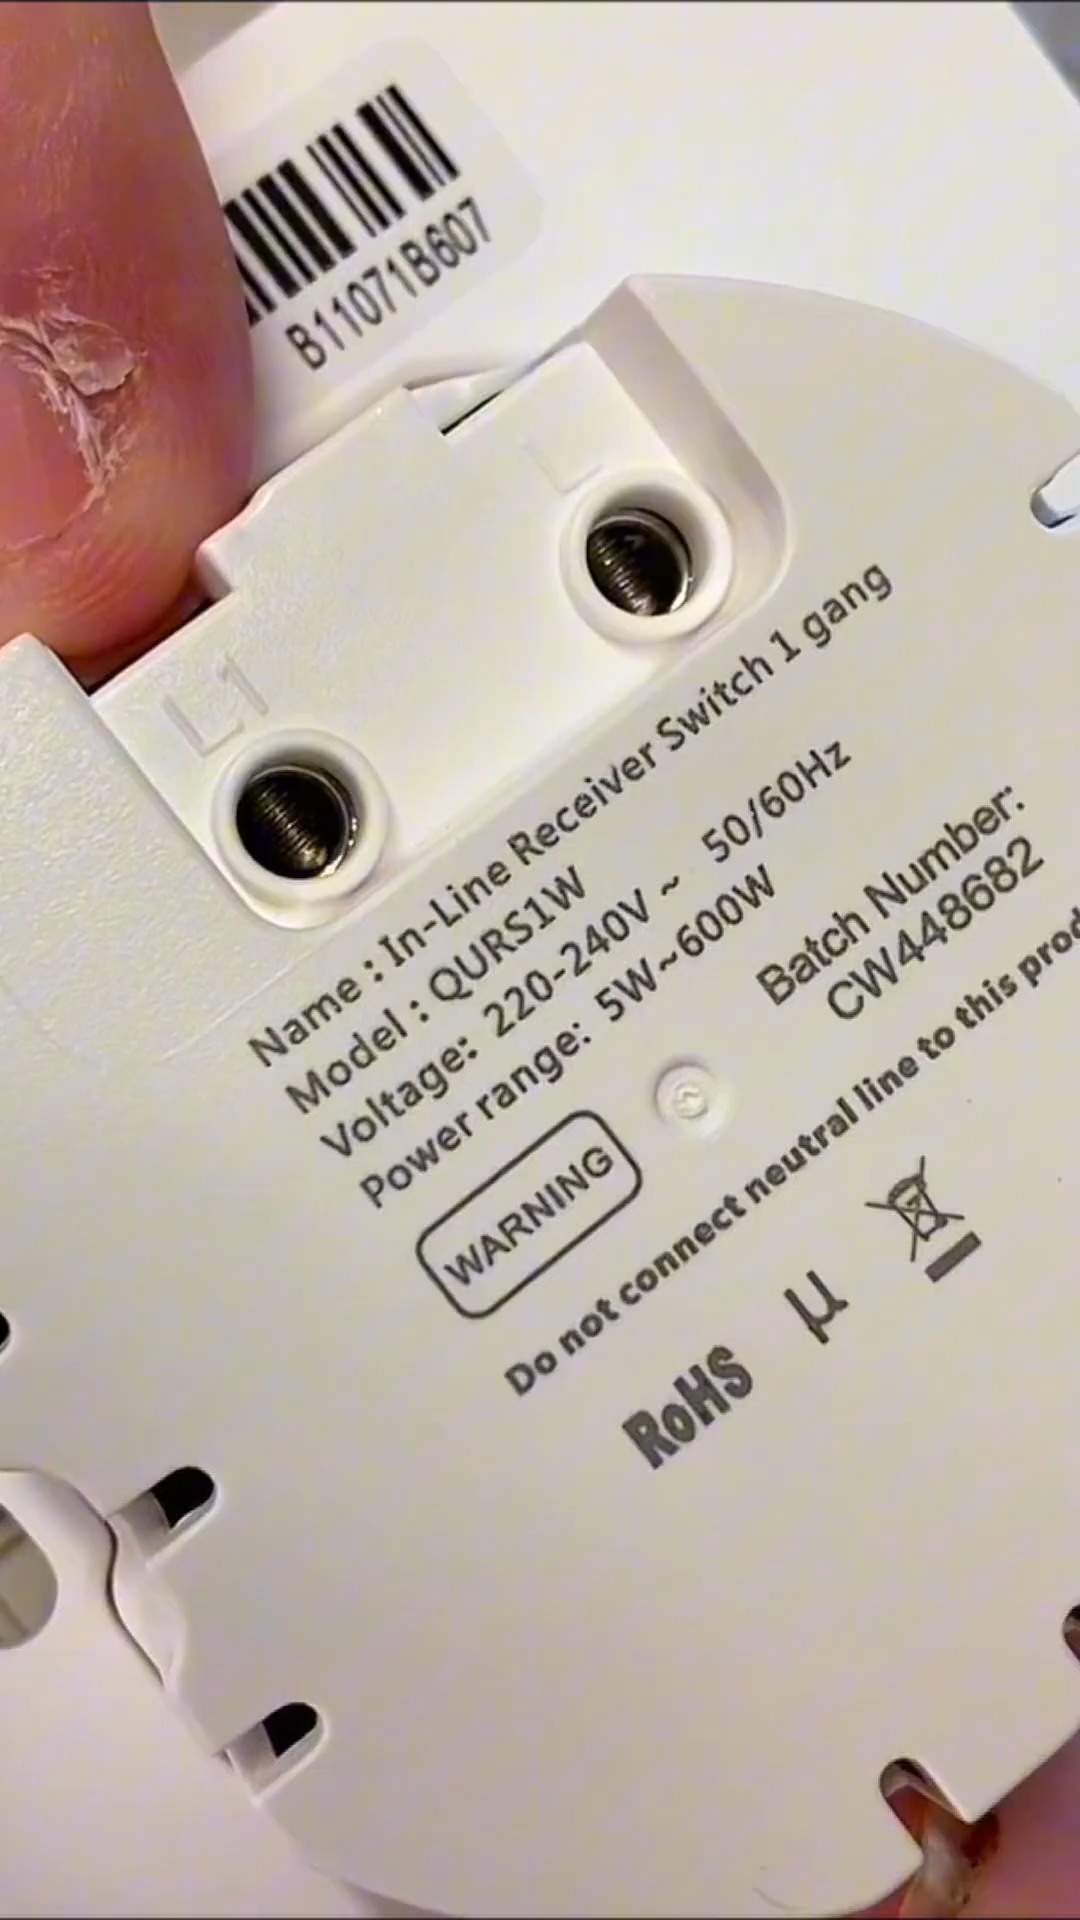 B11071B607
L
L1
Name : In-Line Receiver Switch 1 gang
Model : QURS1W
Voltage: 220-240V ~ 50/60Hz
Power range: 5W~600W
Batch Number:
CW448682
WARNING
Do not connect neutral line to this
RoHS
μ